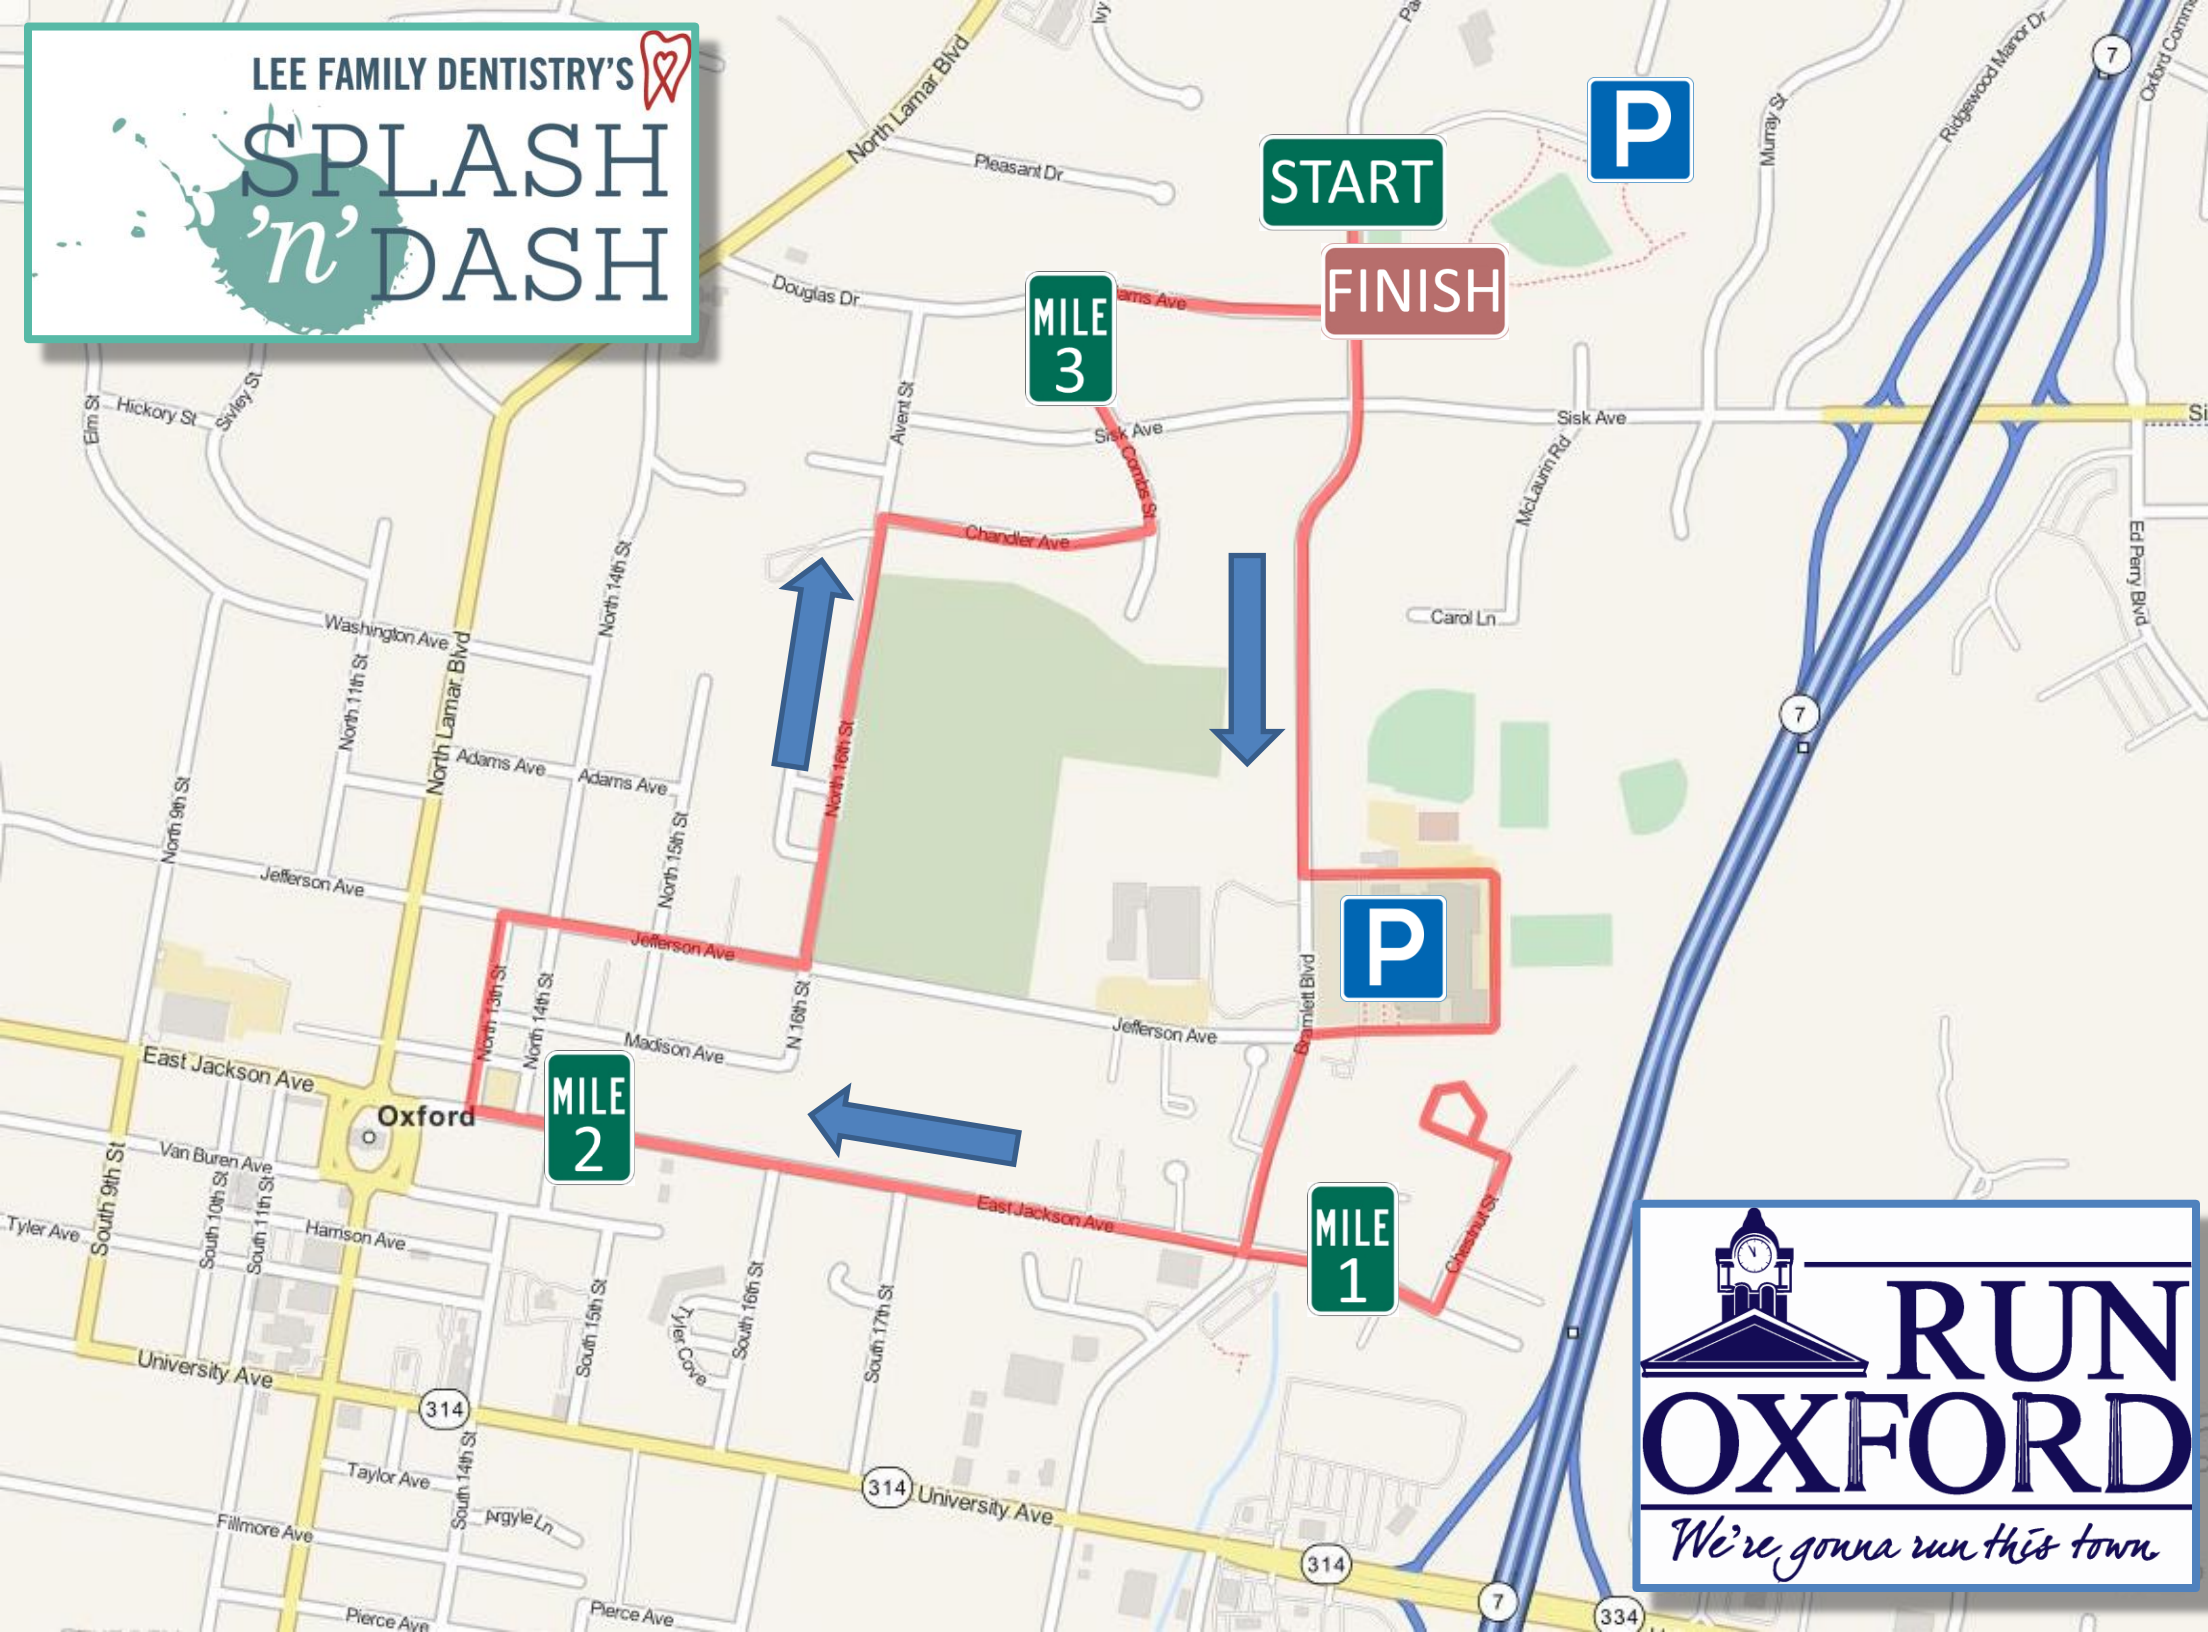 LEE FAMILY DENTISTRY'S
SPLASH
'n' DASH
North Lamar Blvd
Ivy
Pleasant Dr
P
START
FINISH
Murray St
Ridgewood Manor Dr
7
Douglas Dr
MILE
3
Elm St
Hickory St
Sivley St
Avent St
Sisk Ave
Combs St
Sisk Ave
McLaurin Rd
Chandler Ave
Carol Ln
Ed Perry Blvd
Washington Ave
North 14th St
North 11th St
North Lamar Blvd
7
Adams Ave
Adams Ave
North 9th St
North 15th St
North 16th St
Jefferson Ave
Jefferson Ave
P
North 13th St
North 14th St
N 16th St
Madison Ave
Jefferson Ave
Bramlett Blvd
East Jackson Ave
Oxford
MILE
2
Van Buren Ave
South 9th St
South 10th St
South 11th St
Tyler Ave
Harrison Ave
East Jackson Ave
MILE
1
Chestnut St
South 15th St
Tyler Cove
South 16th St
South 17th St
University Ave
314
314
University Ave
Taylor Ave
South 14th St
Argyle Ln
Fillmore Ave
Pierce Ave
Pierce Ave
314
7
334
RUN
OXFORD
We're gonna run this town.